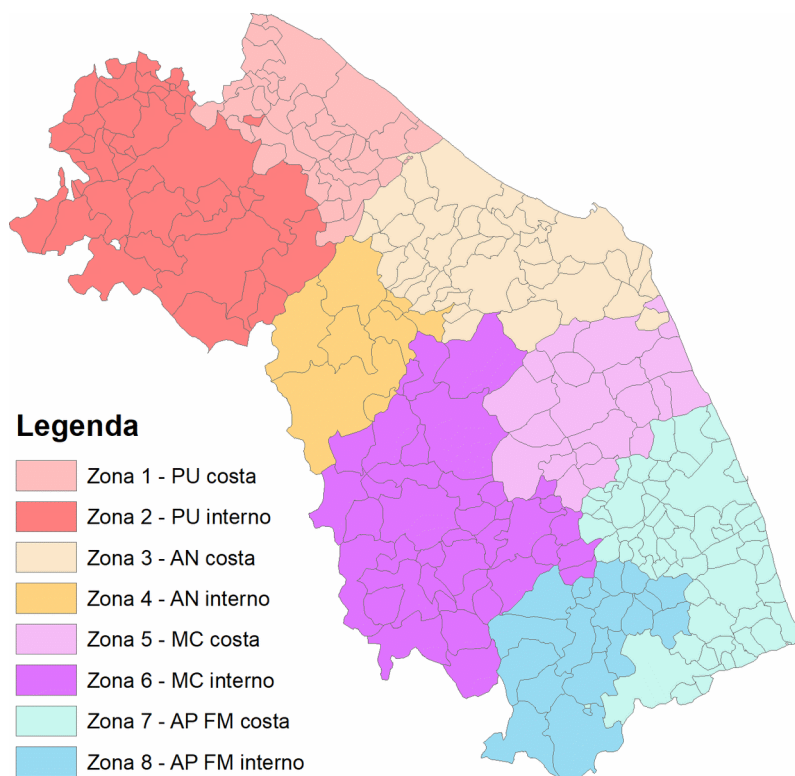 Legenda
Zona 1 - PU costa
Zona 2 - PU interno
Zona 3 - AN costa
Zona 4 - AN interno
Zona 5 - MC costa
Zona 6 - MC interno
Zona 7 - AP FM costa
Zona 8 - AP FM interno